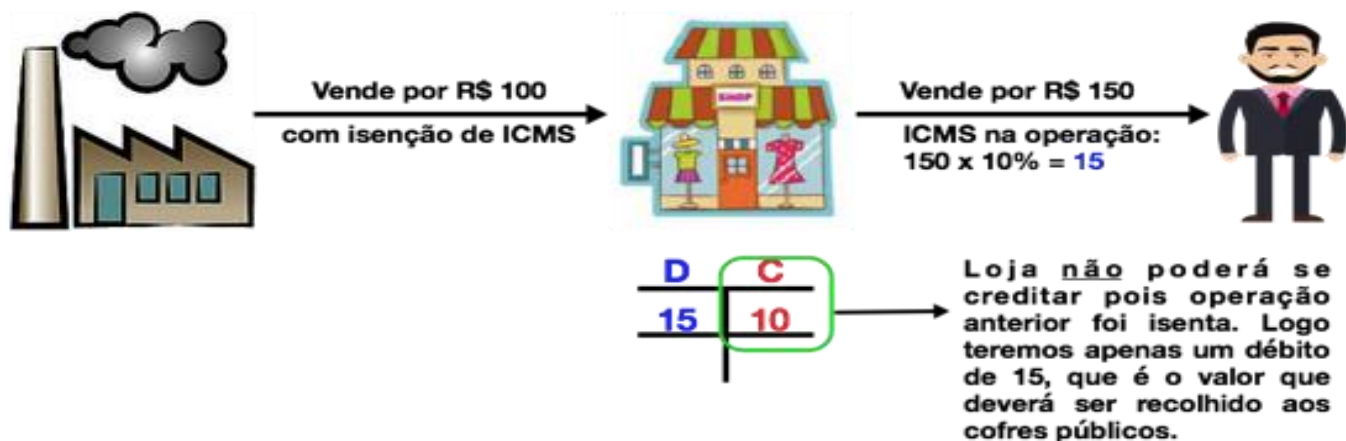 Vende por R$ 100
com isenção de ICMS
SHOP
Vende por R$ 150
ICMS na operação:
150 x 10% = 15
D C
15 10
Loja não poderá se
creditar pois operação
anterior foi isenta. Logo
teremos apenas um débito
de 15, que é o valor que
deverá ser recolhido aos
cofres públicos.